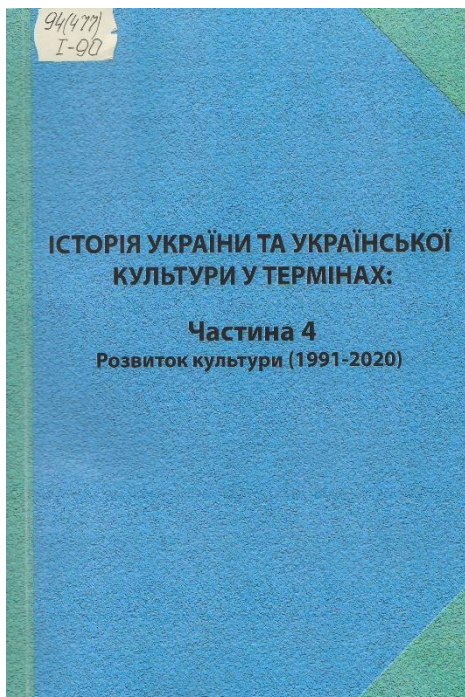 94(477)
І-90
ІСТОРІЯ УКРАЇНИ ТА УКРАЇНСЬКОЇ
КУЛЬТУРИ У ТЕРМІНАХ:
Частина 4
Розвиток культури (1991-2020)